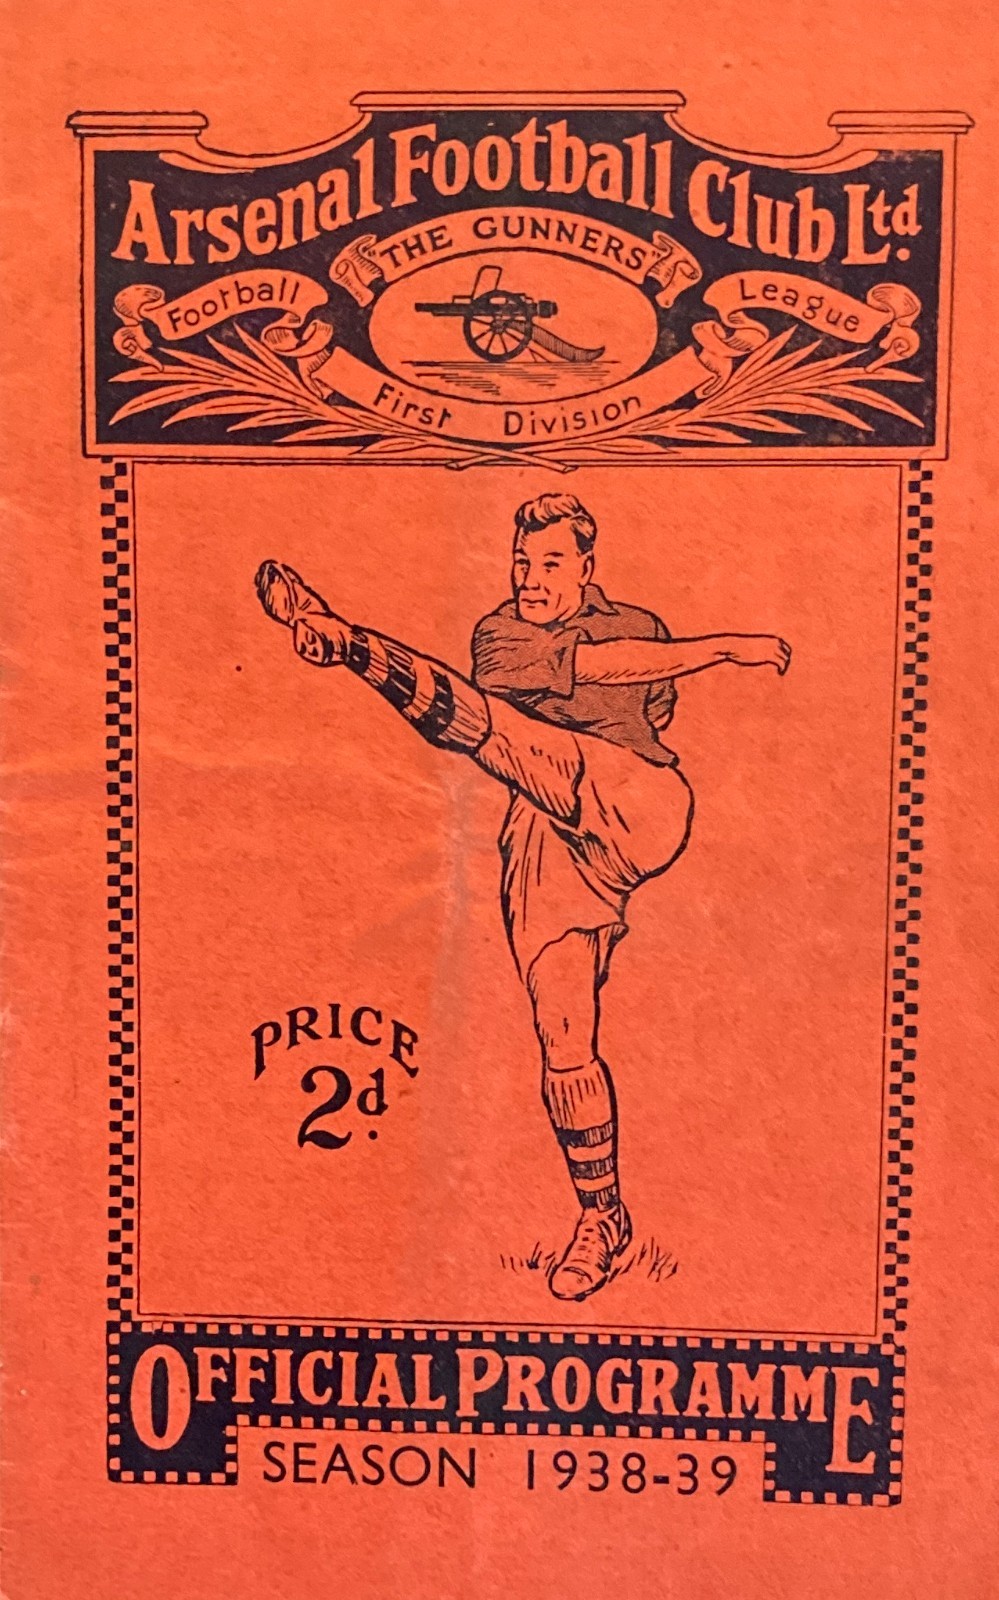 Arsenal Football Club Ltd.
"THE GUNNERS"
Football League
First Division
PRICE
2d.
OFFICIAL PROGRAMME
SEASON 1938-39